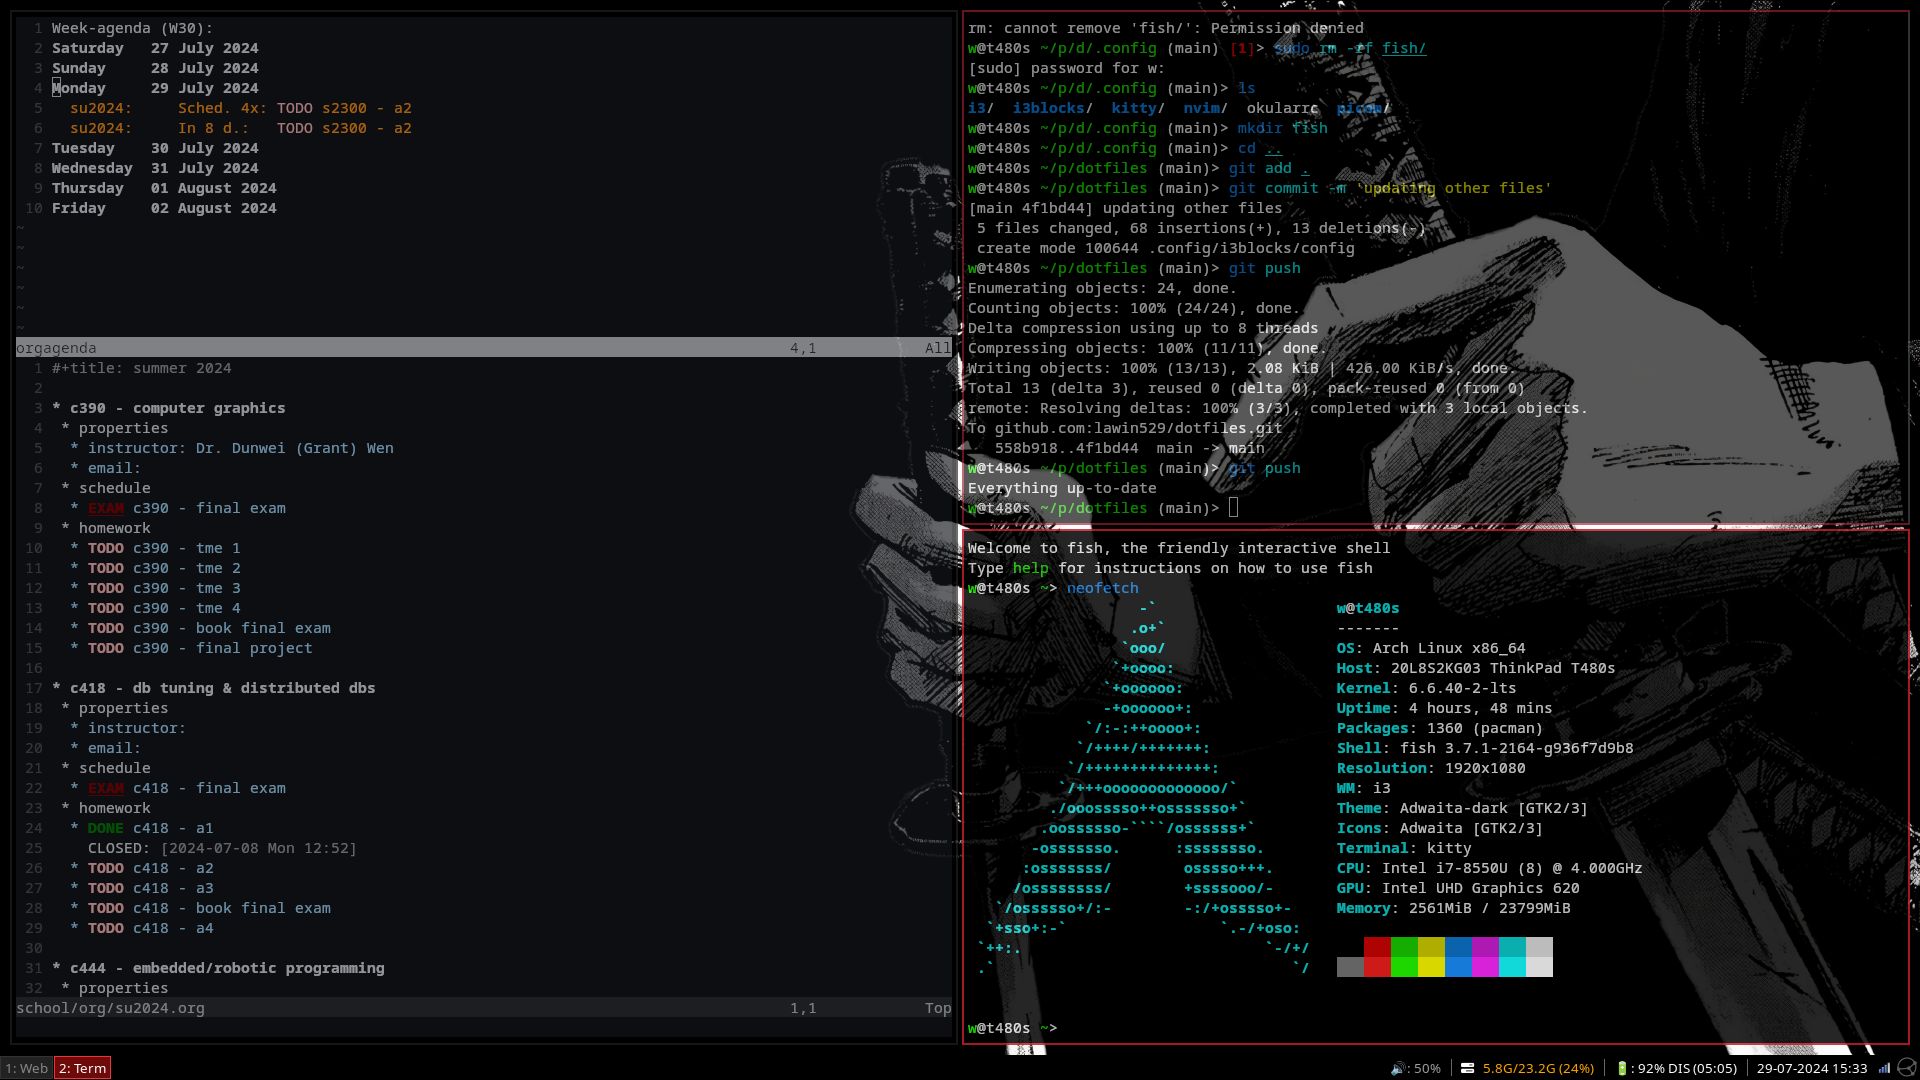 1 Week-agenda (W30):
2 Saturday   27 July 2024
3 Sunday     28 July 2024
4 Monday     29 July 2024
5   su2024:     Sched. 4x: TODO s2300 - a2
6   su2024:     In 8 d.:   TODO s2300 - a2
7 Tuesday    30 July 2024
8 Wednesday  31 July 2024
9 Thursday   01 August 2024
10 Friday     02 August 2024
~
~
~
~
~
~
orgagenda 4,1 All
1 #+title: summer 2024
2
3 * c390 - computer graphics
4  * properties
5   * instructor: Dr. Dunwei (Grant) Wen
6   * email:
7  * schedule
8   * EXAM c390 - final exam
9  * homework
10   * TODO c390 - tme 1
11   * TODO c390 - tme 2
12   * TODO c390 - tme 3
13   * TODO c390 - tme 4
14   * TODO c390 - book final exam
15   * TODO c390 - final project
16
17 * c418 - db tuning & distributed dbs
18  * properties
19   * instructor:
20   * email:
21  * schedule
22   * EXAM c418 - final exam
23  * homework
24   * DONE c418 - a1
25     CLOSED: [2024-07-08 Mon 12:52]
26   * TODO c418 - a2
27   * TODO c418 - a3
28   * TODO c418 - book final exam
29   * TODO c418 - a4
30
31 * c444 - embedded/robotic programming
32  * properties
school/org/su2024.org 1,1 Top
rm: cannot remove 'fish/': Permission denied
w@t480s ~/p/d/.config (main) [1]> sudo rm -rf fish/
[sudo] password for w:
w@t480s ~/p/d/.config (main)> ls
i3/  i3blocks/  kitty/  nvim/  okularrc  picom/
w@t480s ~/p/d/.config (main)> mkdir fish
w@t480s ~/p/d/.config (main)> cd ..
w@t480s ~/p/dotfiles (main)> git add .
w@t480s ~/p/dotfiles (main)> git commit -m 'updating other files'
[main 4f1bd44] updating other files
 5 files changed, 68 insertions(+), 13 deletions(-)
 create mode 100644 .config/i3blocks/config
w@t480s ~/p/dotfiles (main)> git push
Enumerating objects: 24, done.
Counting objects: 100% (24/24), done.
Delta compression using up to 8 threads
Compressing objects: 100% (11/11), done.
Writing objects: 100% (13/13), 2.08 KiB | 426.00 KiB/s, done.
Total 13 (delta 3), reused 0 (delta 0), pack-reused 0 (from 0)
remote: Resolving deltas: 100% (3/3), completed with 3 local objects.
To github.com:lawin529/dotfiles.git
   558b918..4f1bd44  main -> main
w@t480s ~/p/dotfiles (main)> git push
Everything up-to-date
w@t480s ~/p/dotfiles (main)>
Welcome to fish, the friendly interactive shell
Type help for instructions on how to use fish
w@t480s ~> neofetch
-`
.o+`
`ooo/
`+oooo:
`+oooooo:
-+oooooo+:
`/:-:++oooo+:
`/++++/+++++++:
`/++++++++++++++:
`/+++ooooooooooooo/`
./ooosssso++osssssso+`
.oossssso-````/ossssss+`
-osssssso.      :ssssssso.
:osssssss/        osssso+++.
/ossssssss/        +ssssooo/-
`/ossssso+/:-        -:/+osssso+-
`+sso+:-`                 `.-/+oso:
`++:.                           `-/+/
.`                                 `/
w@t480s
-------
OS: Arch Linux x86_64
Host: 20L8S2KG03 ThinkPad T480s
Kernel: 6.6.40-2-lts
Uptime: 4 hours, 48 mins
Packages: 1360 (pacman)
Shell: fish 3.7.1-2164-g936f7d9b8
Resolution: 1920x1080
WM: i3
Theme: Adwaita-dark [GTK2/3]
Icons: Adwaita [GTK2/3]
Terminal: kitty
CPU: Intel i7-8550U (8) @ 4.000GHz
GPU: Intel UHD Graphics 620
Memory: 2561MiB / 23799MiB
w@t480s ~>
1: Web 2: Term : 50% 5.8G/23.2G (24%) : 92% DIS (05:05) 29-07-2024 15:33